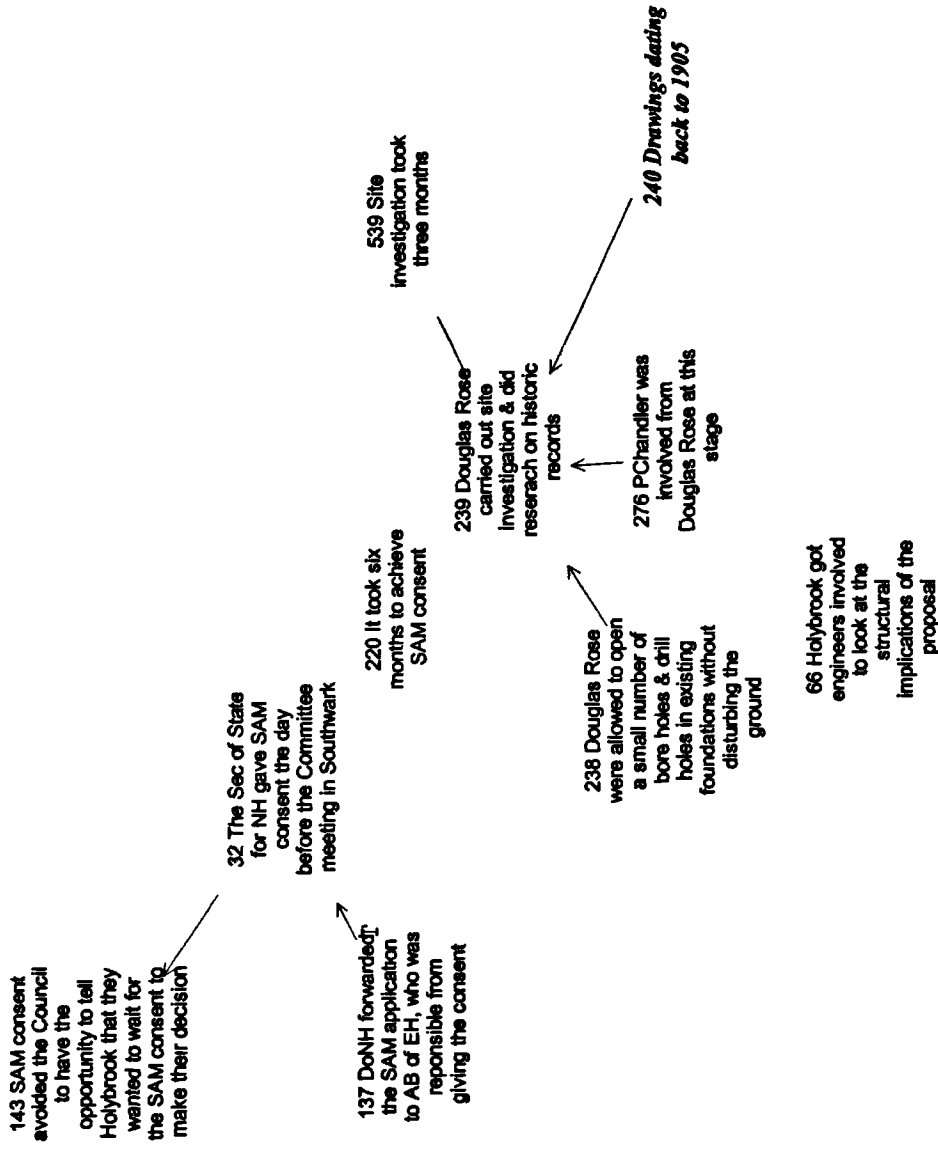 143 SAM consent
avoided the Council
to have the
opportunity to tell
Holybrook that they
wanted to wait for
the SAM consent to
make their decision
32 The Sec of State
for NH gave SAM
consent the day
before the Committee
meeting in Southwark
137 DoNH forwarded
the SAM application
to AB of EH, who was
reponsible from
giving the consent
220 It took six
months to achieve
SAM consent
539 Site
investigation took
three months
239 Douglas Rose
carried out site
investigation & did
reserach on historic
records
240 Drawings dating
back to 1905
238 Douglas Rose
were allowed to open
a small number of
bore holes & drill
holes in existing
foundations without
disturbing the
ground
276 PChandler was
involved from
Douglas Rose at this
stage
66 Holybrook got
engineers involved
to look at the
structural
implications of the
proposal